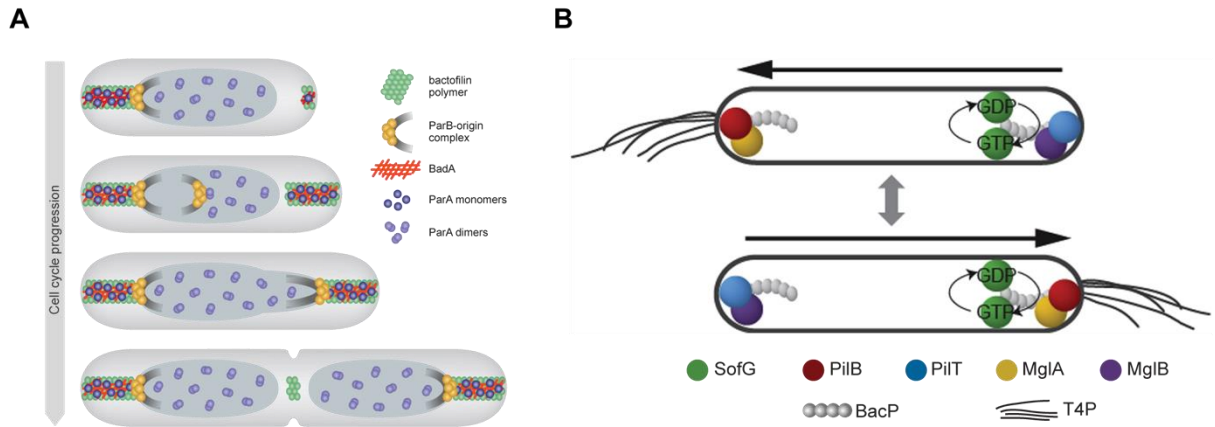 A
Cell cycle progression
bactofilin
polymer
ParB-origin
complex
BadA
ParA monomers
ParA dimers
B
GDP
GTP
GDP
GTP
SofG
PilB
PilT
MglA
MglB
BacP
T4P